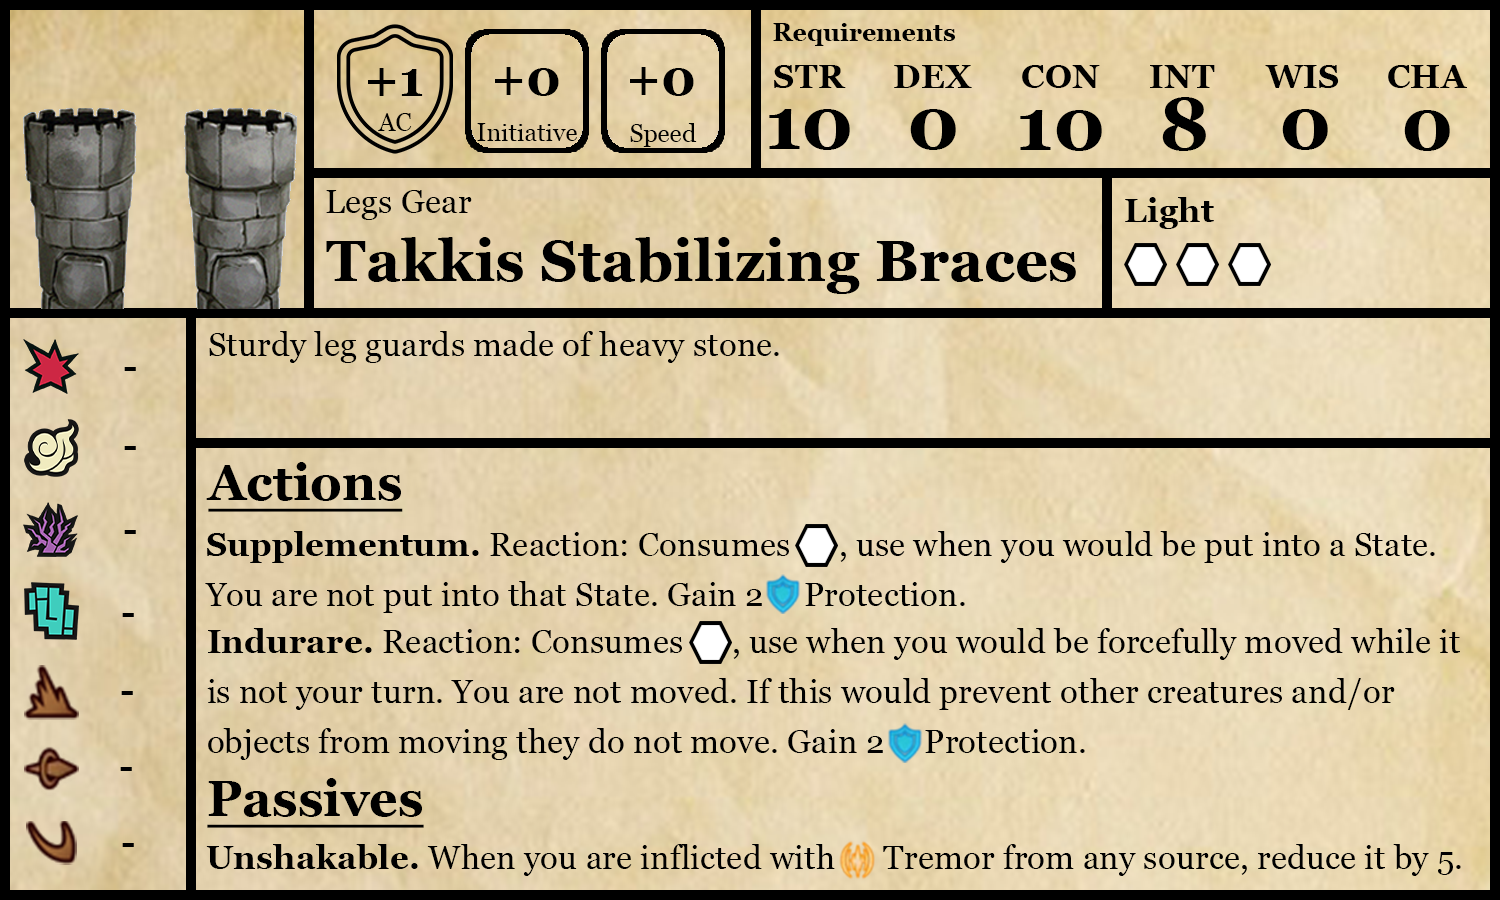 +1
AC
+0
Initiative
+0
Speed
Requirements
STR DEX CON INT WIS CHA
10 0 10 8 0 0
Legs Gear
Takkis Stabilizing Braces
Light
-
-
-
-
-
-
-
Sturdy leg guards made of heavy stone.
Actions
Supplementum. Reaction: Consumes , use when you would be put into a State.
You are not put into that State. Gain 2 Protection.
Indurare. Reaction: Consumes , use when you would be forcefully moved while it
is not your turn. You are not moved. If this would prevent other creatures and/or
objects from moving they do not move. Gain 2 Protection.
Passives
Unshakable. When you are inflicted with Tremor from any source, reduce it by 5.